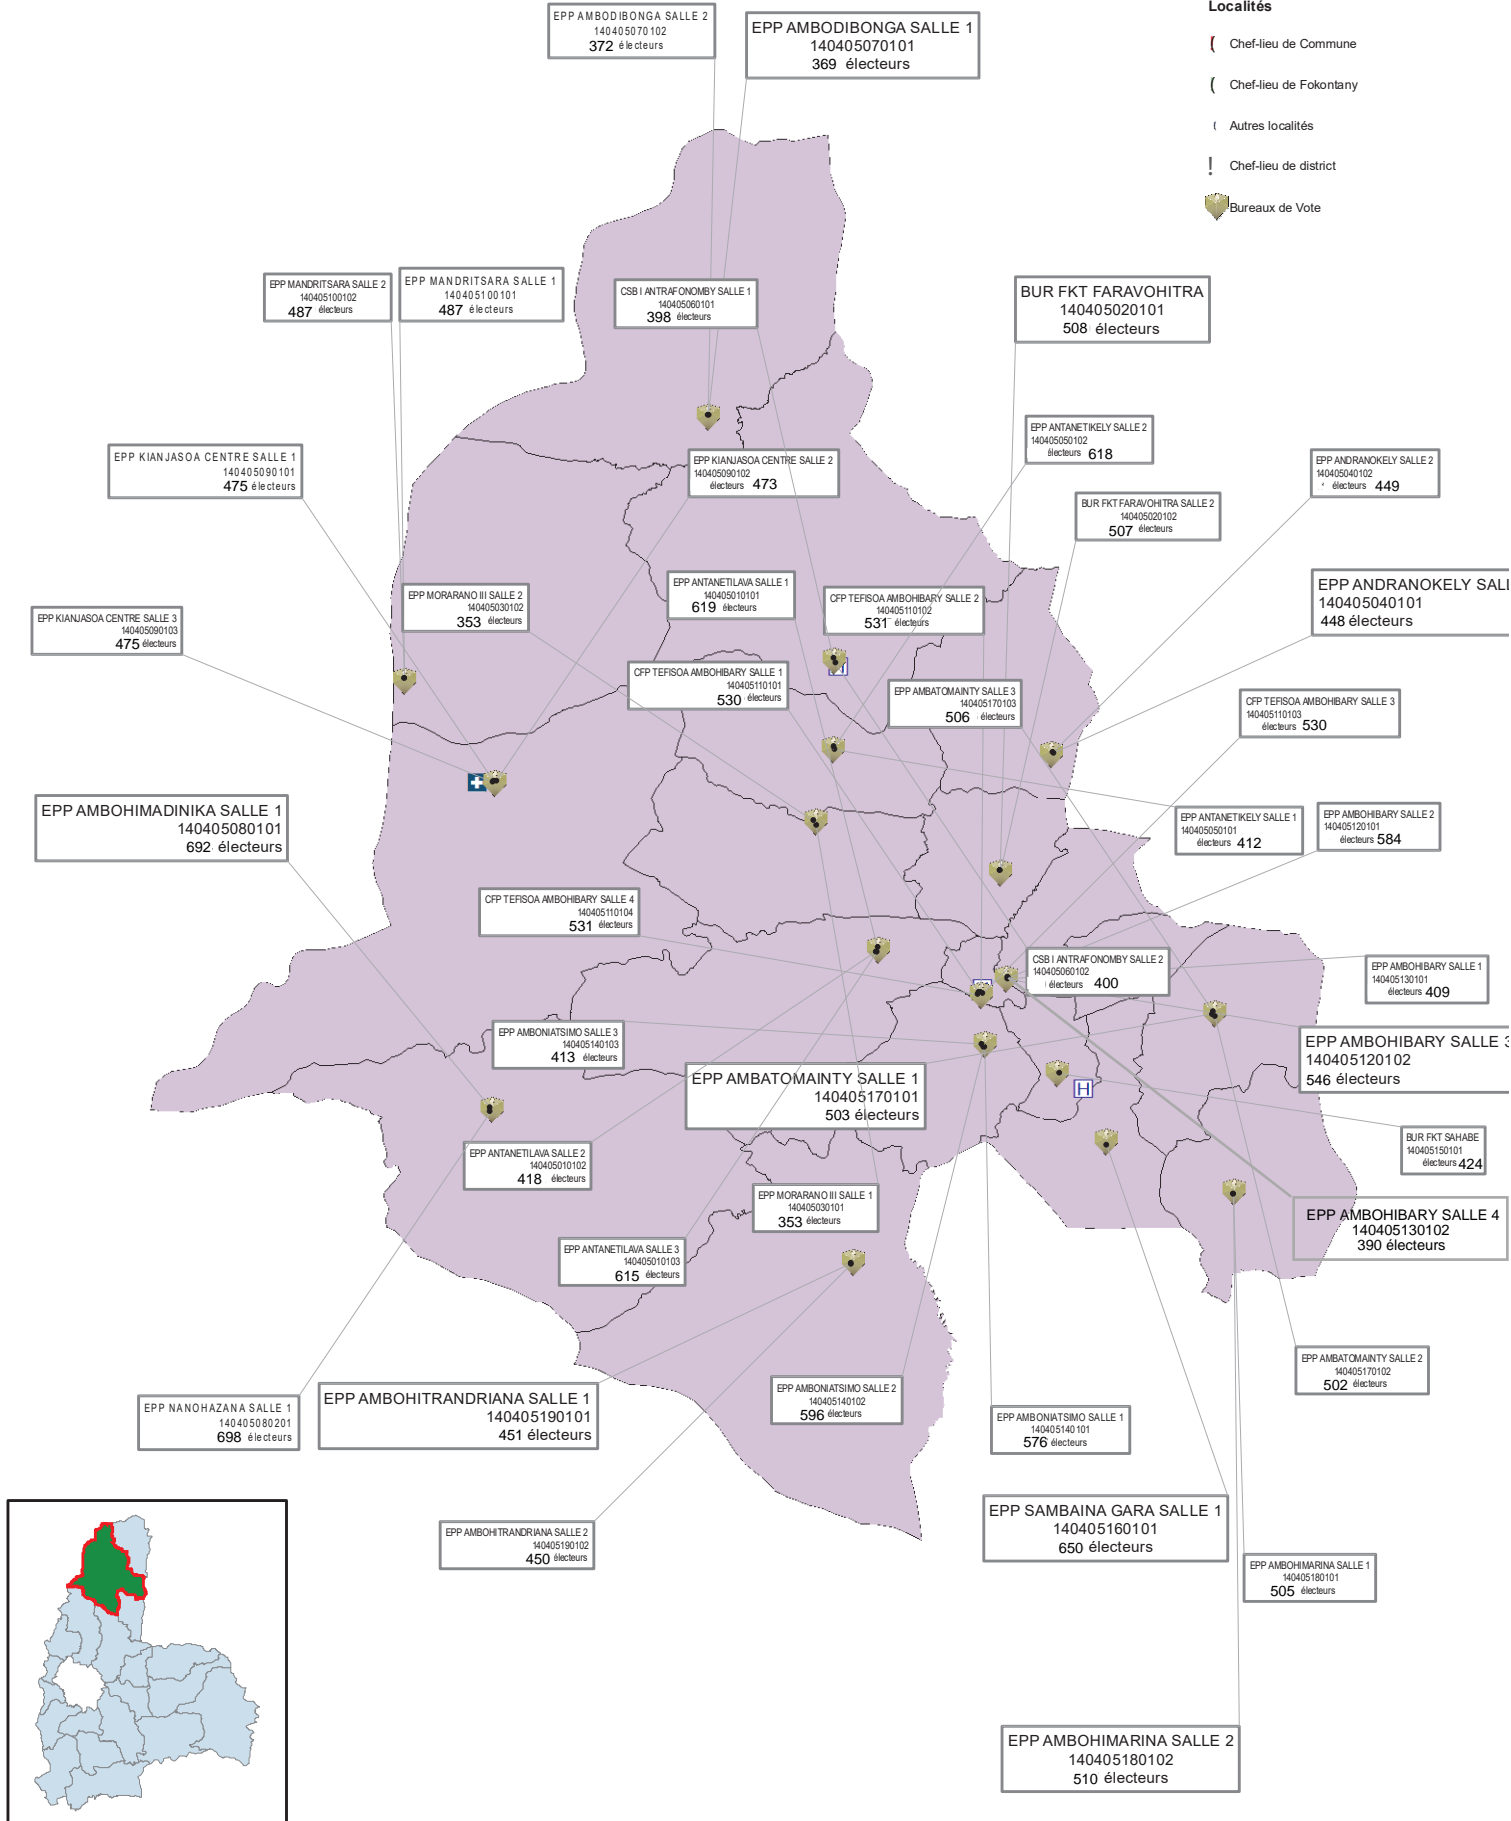 Localités
Chef-lieu de Commune
Chef-lieu de Fokontany
Autres localités
Chef-lieu de district
Bureaux de Vote
EPP AMBODIBONGA SALLE 2
140405070102
372 électeurs
EPP AMBODIBONGA SALLE 1
140405070101
369 électeurs
EPP MANDRITSARA SALLE 2
140405100102
487 électeurs
EPP MANDRITSARA SALLE 1
140405100101
487 électeurs
CSB I ANTRAFONOMBY SALLE 1
140405060101
398 électeurs
BUR FKT FARAVOHITRA
140405020101
508 électeurs
EPP KIANJASOA CENTRE SALLE 1
140405090101
475 électeurs
EPP KIANJASOA CENTRE SALLE 2
140405090102
électeurs 473
EPP ANTANETIKELY SALLE 2
140405050102
électeurs 618
EPP ANDRANOKELY SALLE 2
140405040102
électeurs 449
BUR FKT FARAVOHITRA SALLE 2
140405020102
507 électeurs
EPP MORARANO III SALLE 2
140405030102
353 électeurs
EPP ANTANETILAVA SALLE 1
140405010101
619 électeurs
CFP TEFISOA AMBOHIBARY SALLE 2
140405110102
531 électeurs
EPP ANDRANOKELY SALL
140405040101
448 électeurs
EPP KIANJASOA CENTRE SALLE 3
140405090103
475 électeurs
CFP TEFISOA AMBOHIBARY SALLE 1
140405110101
530 électeurs
EPP AMBATOMAINTY SALLE 3
140405170103
506 électeurs
CFP TEFISOA AMBOHIBARY SALLE 3
140405110103
électeurs 530
EPP AMBOHIMADINIKA SALLE 1
140405080101
692 électeurs
EPP ANTANETIKELY SALLE 1
140405050101
électeurs 412
EPP AMBOHIBARY SALLE 2
140405120101
électeurs 584
CFP TEFISOA AMBOHIBARY SALLE 4
140405110104
531 électeurs
CSB I ANTRAFONOMBY SALLE 2
140405060102
électeurs 400
EPP AMBOHIBARY SALLE 1
140405130101
électeurs 409
EPP AMBONIATSIMO SALLE 3
140405140103
413 électeurs
EPP AMBOHIBARY SALLE 3
140405120102
546 électeurs
EPP AMBATOMAINTY SALLE 1
140405170101
503 électeurs
H
BUR FKT SAHABE
140405150101
électeurs 424
EPP ANTANETILAVA SALLE 2
140405010102
418 électeurs
EPP MORARANO III SALLE 1
140405030101
353 électeurs
EPP AMBOHIBARY SALLE 4
140405130102
390 électeurs
EPP ANTANETILAVA SALLE 3
140405010103
615 électeurs
EPP AMBATOMAINTY SALLE 2
140405170102
502 électeurs
EPP NANOHAZANA SALLE 1
140405080201
698 électeurs
EPP AMBOHITRANDRIANA SALLE 1
140405190101
451 électeurs
EPP AMBONIATSIMO SALLE 2
140405140102
596 électeurs
EPP AMBONIATSIMO SALLE 1
140405140101
576 électeurs
EPP SAMBAINA GARA SALLE 1
140405160101
650 électeurs
EPP AMBOHITRANDRIANA SALLE 2
140405190102
450 électeurs
EPP AMBOHIMARINA SALLE 1
140405180101
505 électeurs
EPP AMBOHIMARINA SALLE 2
140405180102
510 électeurs